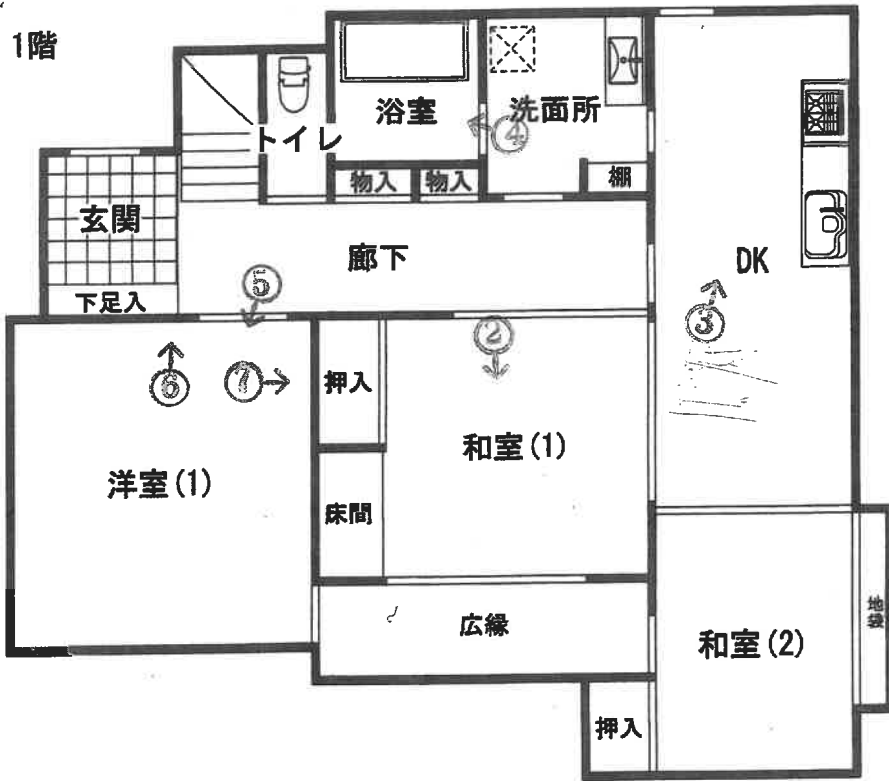 1階
トイレ
浴室
④
洗面所
物入
物入
棚
玄関
下足入
廊下
DK
⑤
②
③
⑥
⑦
押入
和室(1)
洋室(1)
床間
広縁
和室(2)
地袋
押入